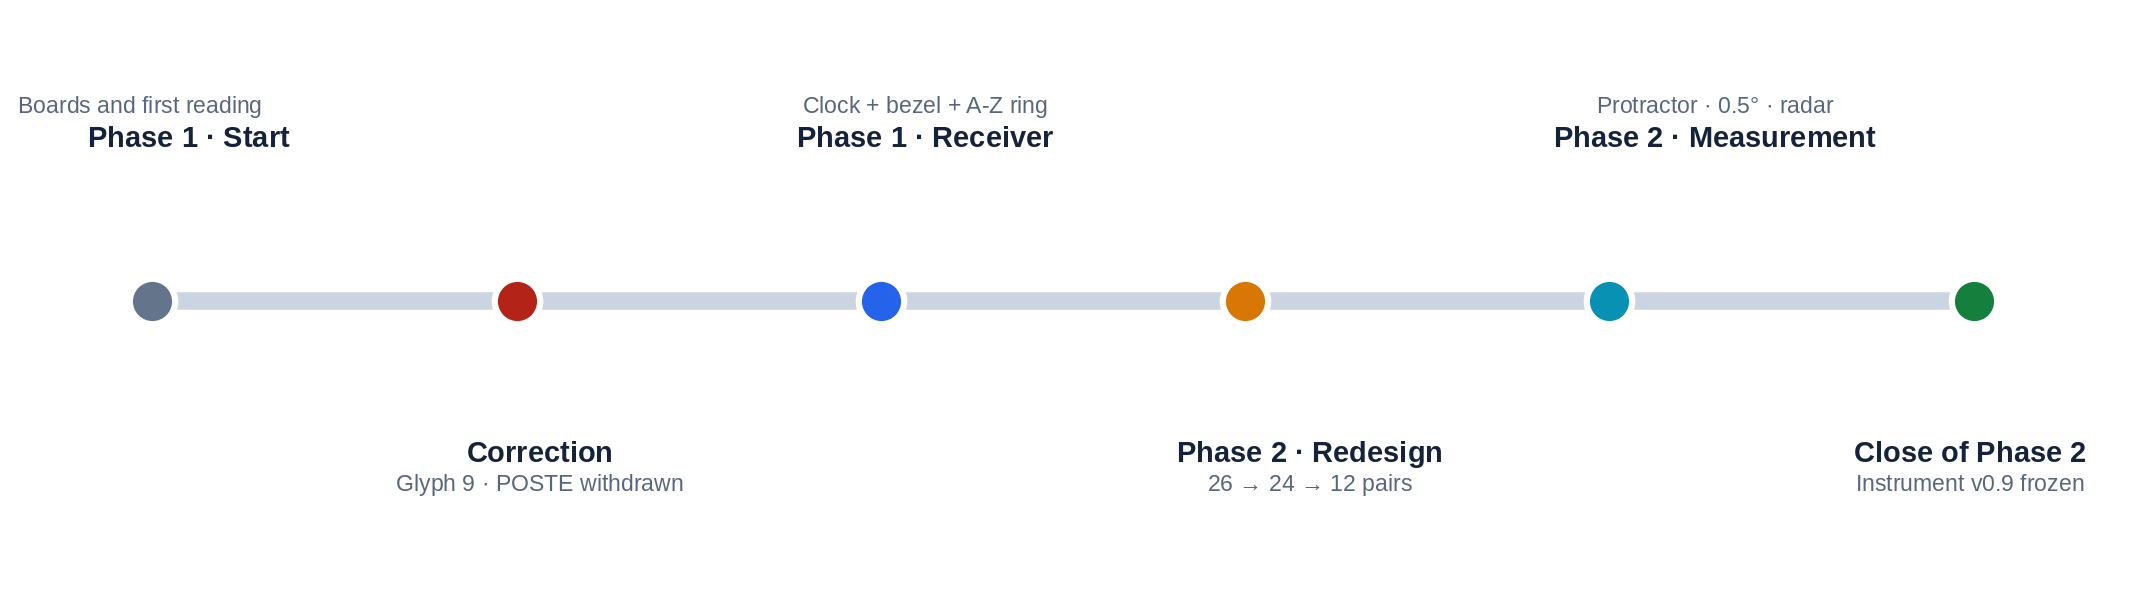 Boards and first reading
Phase 1 · Start
Correction
Glyph 9 · POSTE withdrawn
Clock + bezel + A-Z ring
Phase 1 · Receiver
Phase 2 · Redesign
26 → 24 → 12 pairs
Protractor · 0.5° · radar
Phase 2 · Measurement
Close of Phase 2
Instrument v0.9 frozen